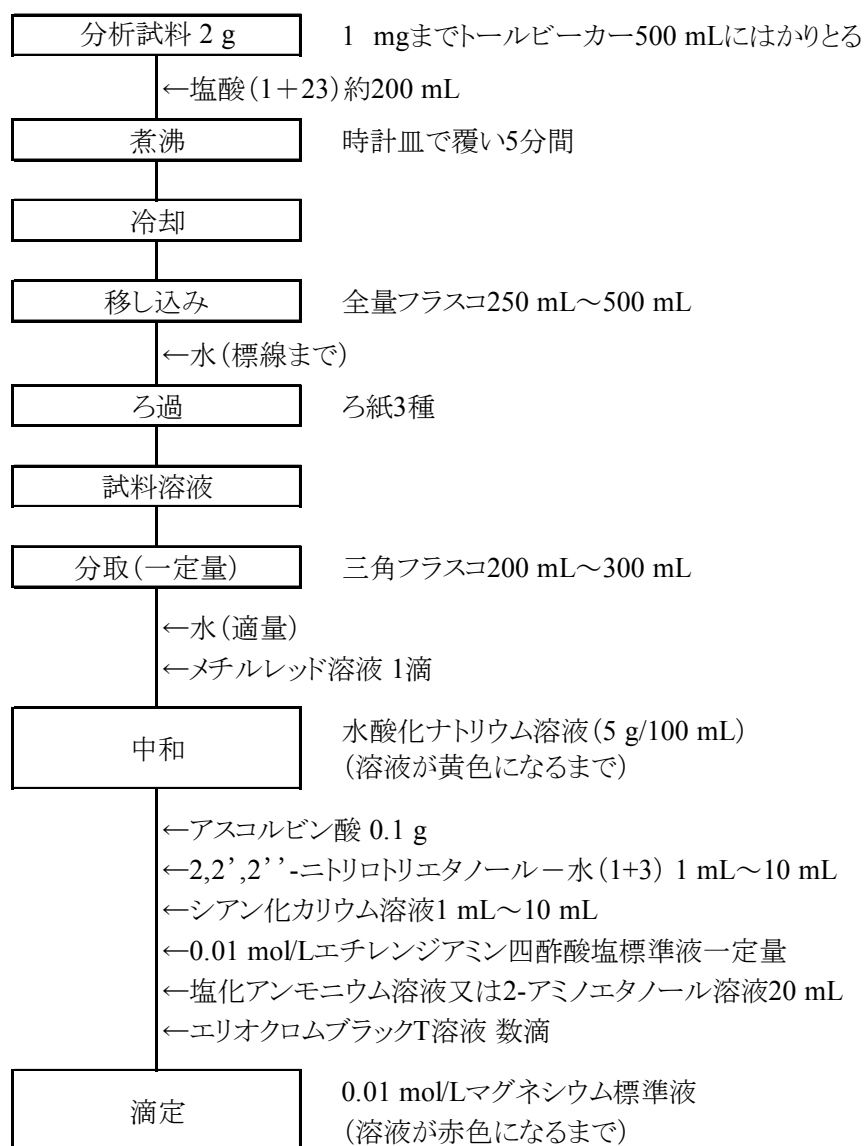 分析試料 2 g 1 mgまでトールビーカー500 mLにはかりとる
←塩酸(1+23)約200 mL
煮沸 時計皿で覆い5分間
冷却
移し込み 全量フラスコ250 mL～500 mL
←水(標線まで)
ろ過 ろ紙3種
試料溶液
分取(一定量) 三角フラスコ200 mL～300 mL
←水(適量)
←メチルレッド溶液 1滴
中和 水酸化ナトリウム溶液(5 g/100 mL)
(溶液が黄色になるまで)
←アスコルビン酸 0.1 g
←2,2’,2’’-ニトリロトリエタノール－水(1+3) 1 mL～10 mL
←シアン化カリウム溶液1 mL～10 mL
←0.01 mol/Lエチレンジアミン四酢酸塩標準液一定量
←塩化アンモニウム溶液又は2-アミノエタノール溶液20 mL
←エリオクロムブラックT溶液 数滴
滴定 0.01 mol/Lマグネシウム標準液
(溶液が赤色になるまで)